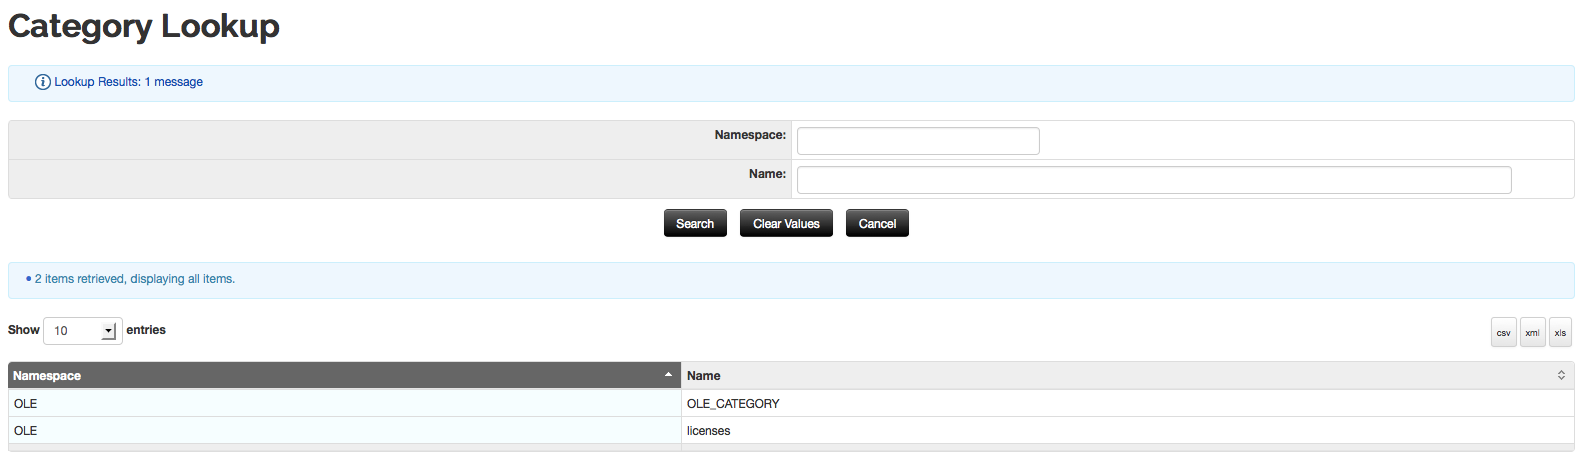 Category Lookup
Lookup Results: 1 message
Namespace:
Name:
Search Clear Values Cancel
• 2 items retrieved, displaying all items.
Show 10 entries csv xml xls
Namespace Name
OLE OLE_CATEGORY
OLE licenses